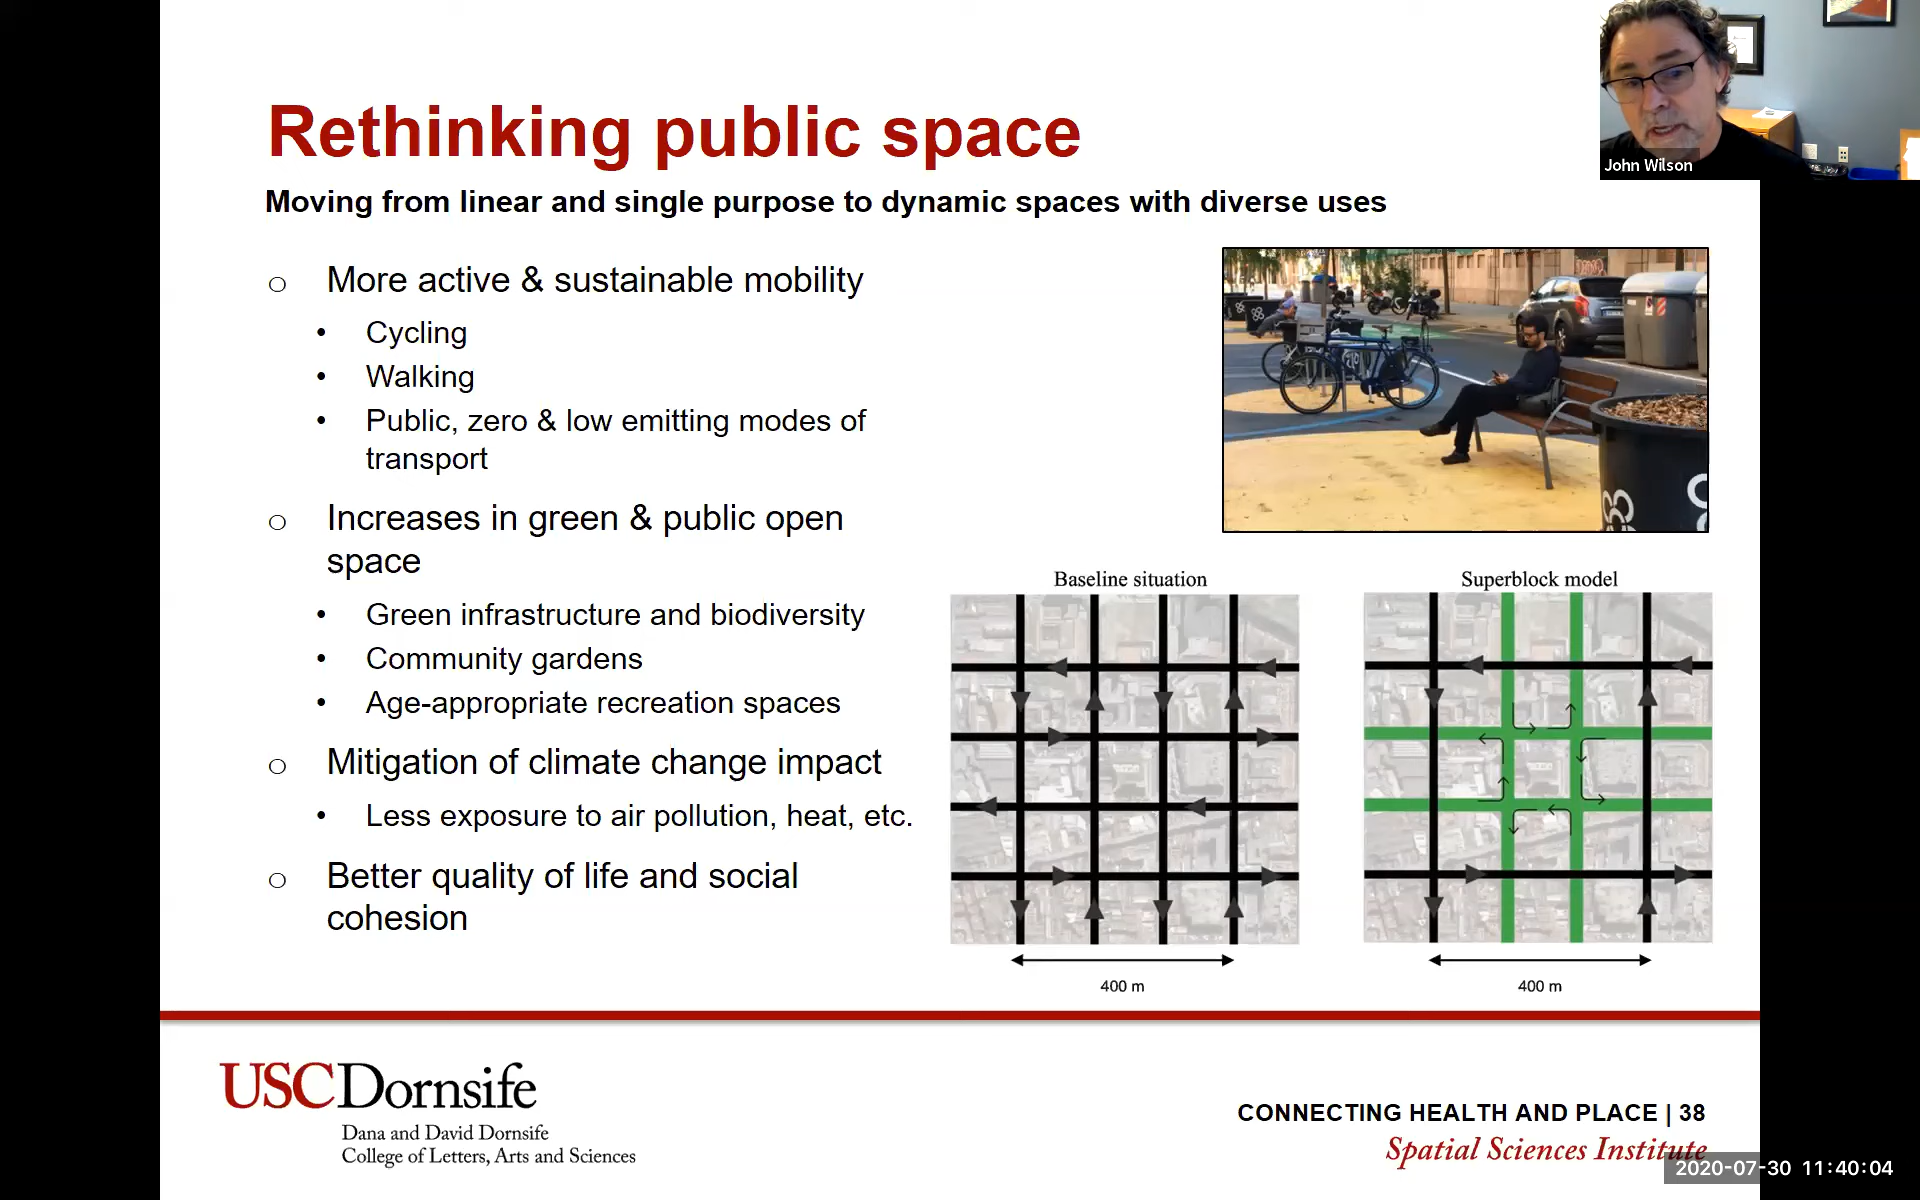 John Wilson
Rethinking public space
Moving from linear and single purpose to dynamic spaces with diverse uses
o More active & sustainable mobility
• Cycling
• Walking
• Public, zero & low emitting modes of
transport
o Increases in green & public open
space
• Green infrastructure and biodiversity
• Community gardens
• Age-appropriate recreation spaces
o Mitigation of climate change impact
• Less exposure to air pollution, heat, etc.
o Better quality of life and social
cohesion
Baseline situation
400 m
Superblock model
400 m
USCDornsife
Dana and David Dornsife
College of Letters, Arts and Sciences
CONNECTING HEALTH AND PLACE | 38
Spatial Sciences Institute
2020-07-30 11:40:04